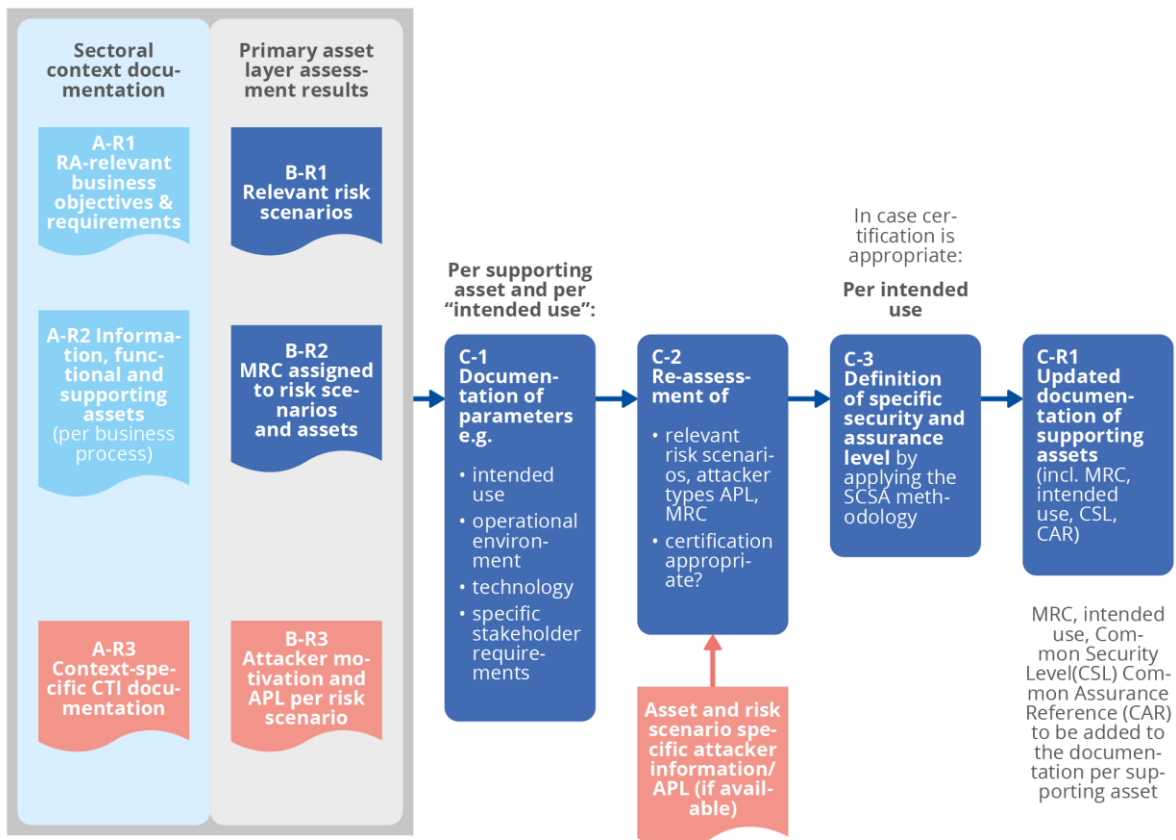 Sectoral
context docu-
mentation
A-R1
RA-relevant
business
objectives &
requirements
A-R2 Informa-
tion, func-
tional and
supporting
assets
(per business
process)
A-R3
Context-spe-
cific CTI docu-
mentation
Primary asset
layer assess-
ment results
B-R1
Relevant risk
scenarios
B-R2
MRC assigned
to risk sce-
narios
and assets
B-R3
Attacker mo-
tivation and
APL per risk
scenario
Per supporting
asset and per
“intended use”:
C-1
Documen-
tation of
parameters
e.g.
• intended
use
• operational
environ-
ment
• technology
• specific
stakeholder
require-
ments
C-2
Re-assess-
ment of
• relevant
risk scenari-
os, attacker
types APL,
MRC
• certification
appropri-
ate?
Asset and risk
scenario spe-
cific attacker
information/
APL (if avail-
able)
In case cer-
tification is
appropriate:
Per intended
use
C-3
Definition
of specific
security and
assurance
level by
applying the
SCSA meth-
odology
C-R1
Updated
documen-
tation of
supporting
assets
(incl. MRC,
intended
use, CSL,
CAR)
MRC, intended
use, Com-
mon Security
Level(CSL) Com-
mon Assurance
Reference (CAR)
to be added to
the documen-
tation per sup-
porting asset